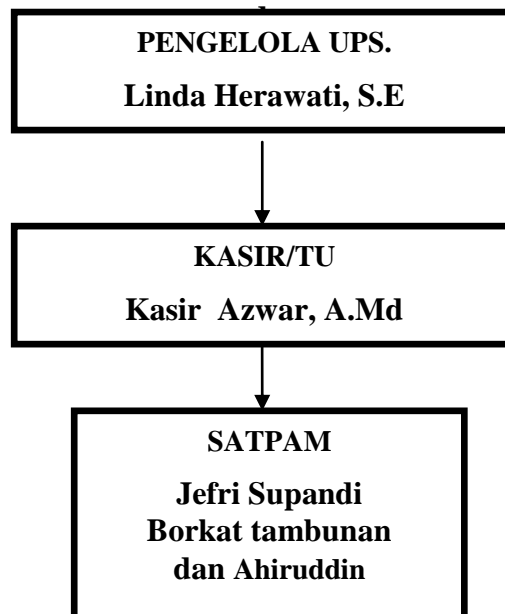 PENGELOLA UPS.
Linda Herawati, S.E
KASIR/TU
Kasir Azwar, A.Md
SATPAM
Jefri Supandi
Borkat tambunan
dan Ahiruddin